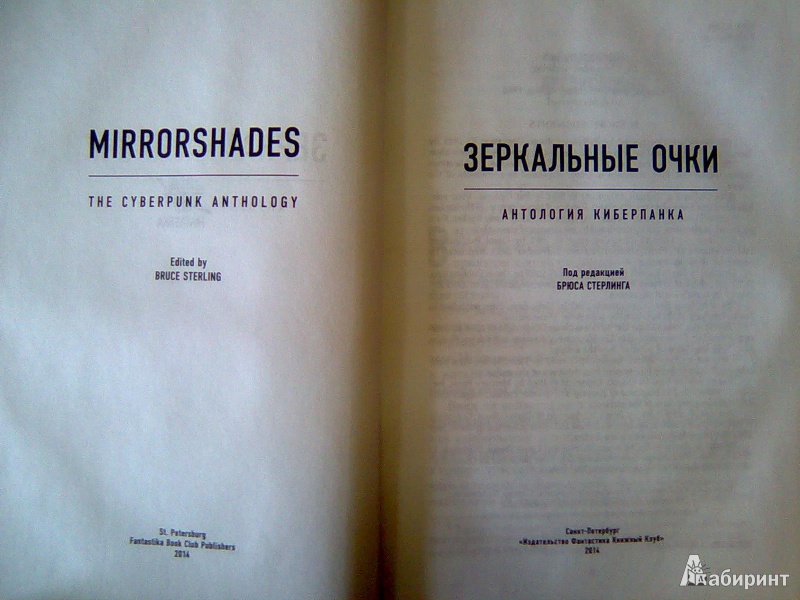 MIRRORSHADES
THE CYBERPUNK ANTHOLOGY
Edited by
BRUCE STERLING
St. Petersburg
Fantastika Book Club Publishers
2014
ЗЕРКАЛЬНЫЕ ОЧКИ
АНТОЛОГИЯ КИБЕРПАНКА
Под редакцией
БРЮСА СТЕРЛИНГА
Санкт-Петербург
«Издательство Фантастика Книжный Клуб»
2014
Лабиринт